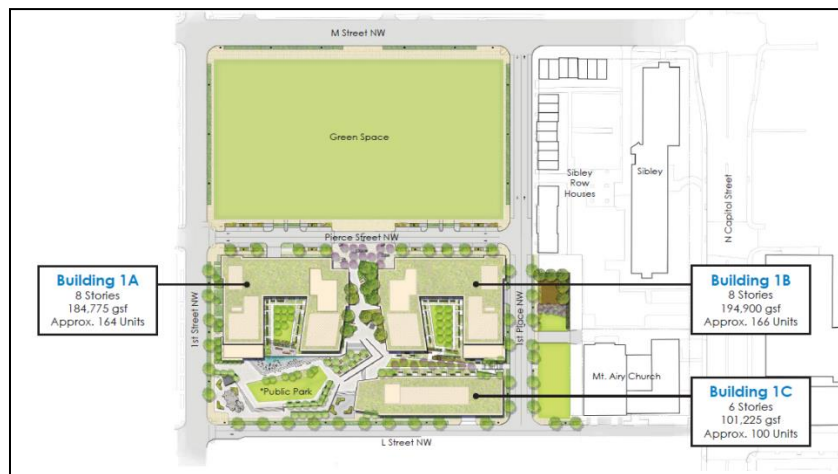 M Street NW
Green Space
Sibley
Row
Houses
Sibley
N Capitol Street
Pierce Street NW
Building 1A
8 Stories
184,775 gsf
Approx. 164 Units
1st Street NW
1st Place NW
Building 1B
8 Stories
194,900 gsf
Approx. 166 Units
Mt. Airy Church
*Public Park
Building 1C
6 Stories
101,225 gsf
Approx. 100 Units
L Street NW